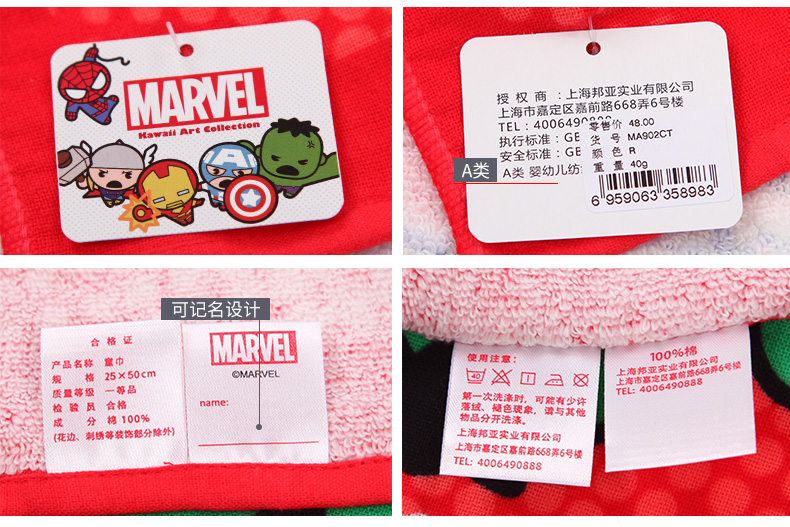 MARVEL
Kawaii Art Collection
授 权 商 : 上海邦亚实业有限公司
上海市嘉定区嘉前路668弄6号楼
TEL : 4006490888
执行标准 : GB
安全标准 : GB
A类 婴幼儿纺
零售价 48.00
货 号 MA902CT
颜 色 R
重 量 40g
6 959063 358983
A类
可记名设计
合 格 证
产品名称 童巾
规 格 25×50cm
质量等级 一等品
检 验 员 合格
成 分 棉 100%
(花边、刺绣等装饰部分除外)
MARVEL
©MARVEL
name:
使用注意:
40
第一次洗涤时,可能有少许
落绒、褪色现象,请与其他
物品分开洗涤。
上海邦亚实业有限公司
上海市嘉定区嘉前路668弄6号楼
TEL: 4006490888
100%棉
上海邦亚实业有限公司
上海市嘉定区嘉前路668弄6号楼
TEL: 4006490888